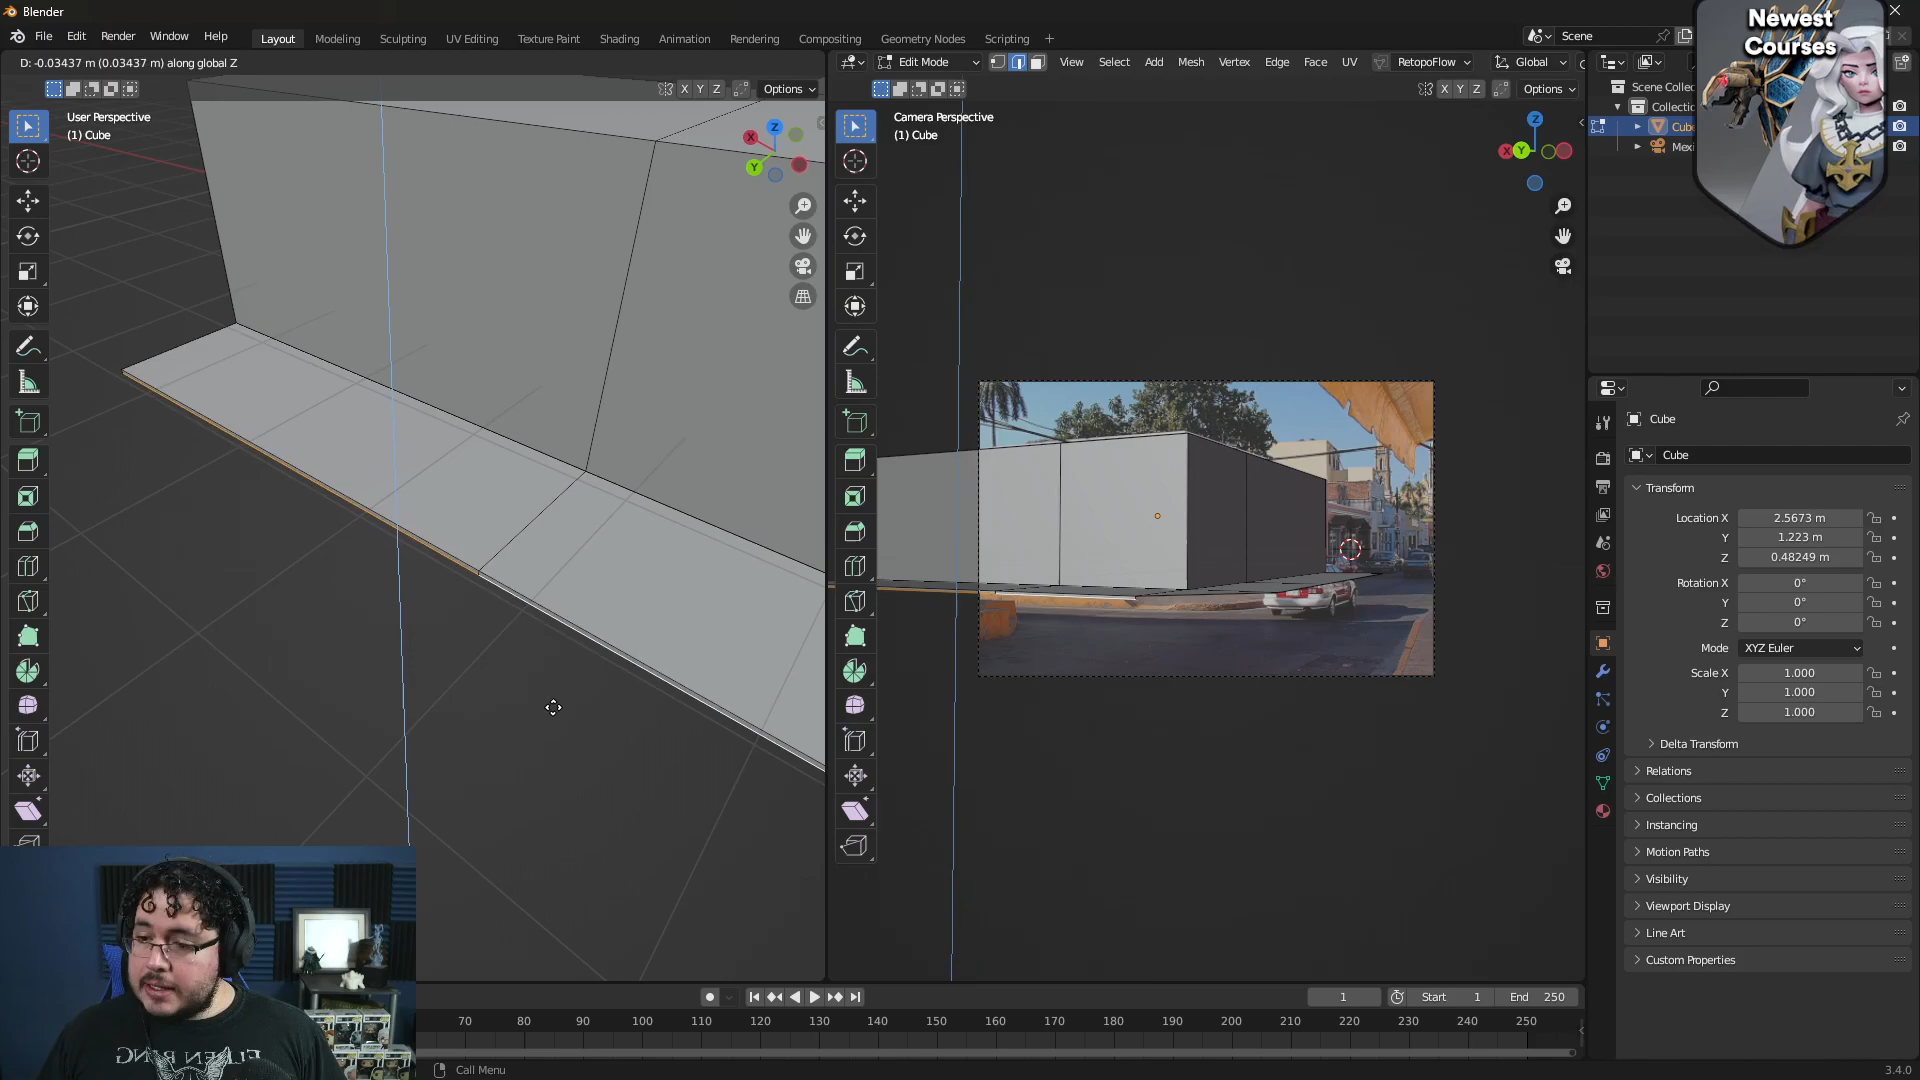 Blender
File Edit Render Window Help
Layout Modeling Sculpting UV Editing Texture Paint Shading Animation Rendering Compositing Geometry Nodes Scripting
Scene
Newest
Courses
D: -0.03437 m (0.03437 m) along global Z
Edit Mode View Select Add Mesh Vertex Edge Face UV RetopoFlow Global
X Y Z Options
X Y Z Options
User Perspective
(1) Cube
Camera Perspective
(1) Cube
X Y Z
X Y Z
Scene Collec
Collectio
Cube
Mexi
Cube
Cube
Transform
Location X 2.5673 m
Y 1.223 m
Z 0.48249 m
Rotation X 0°
Y 0°
Z 0°
Mode XYZ Euler
Scale X 1.000
Y 1.000
Z 1.000
Delta Transform
Relations
Collections
Instancing
Motion Paths
Visibility
Viewport Display
Line Art
Custom Properties
1 Start 1 End 250
70 80 90 100 110 120 130 140 150 160 170 180 190 200 210 220 230 240 250
Call Menu
3.4.0
ELDEN RING